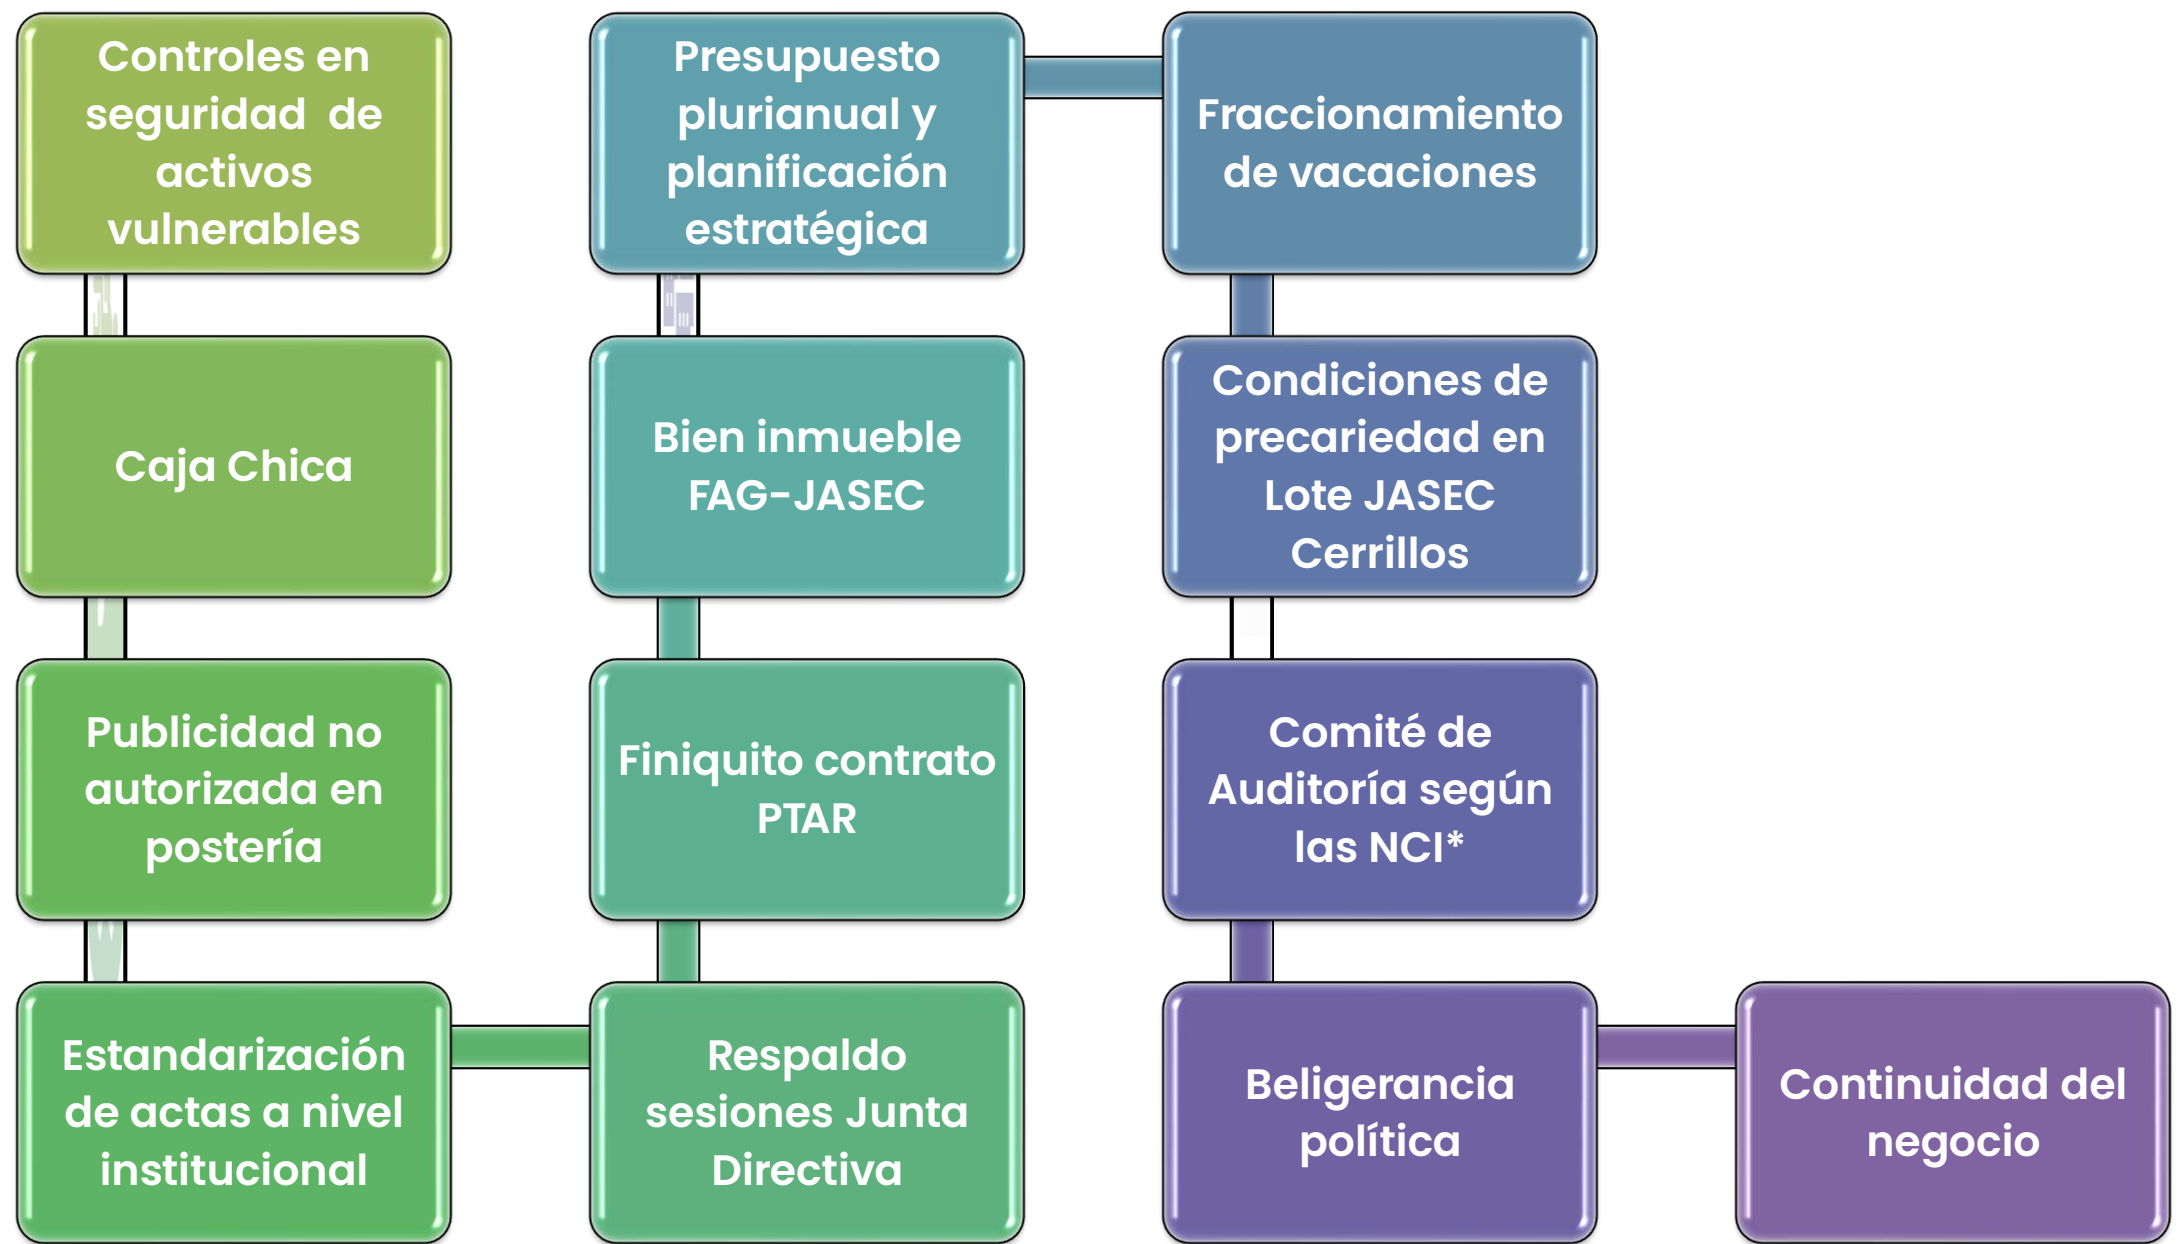 Controles en
seguridad de
activos
vulnerables
Caja Chica
Publicidad no
autorizada en
postería
Estandarización
de actas a nivel
institucional
Respaldo
sesiones Junta
Directiva
Finiquito contrato
PTAR
Bien inmueble
FAG-JASEC
Presupuesto
plurianual y
planificación
estratégica
Fraccionamiento
de vacaciones
Condiciones de
precariedad en
Lote JASEC
Cerrillos
Comité de
Auditoría según
las NCI*
Beligerancia
política
Continuidad del
negocio